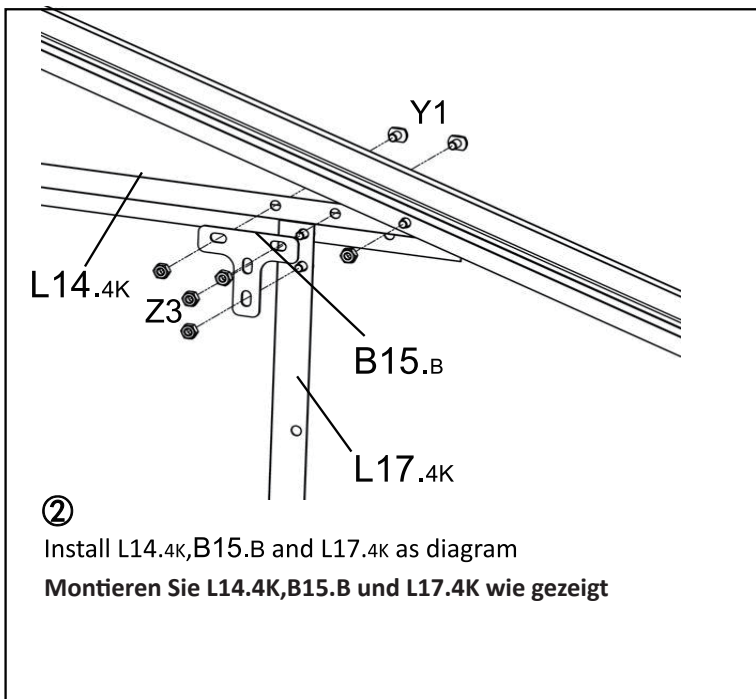 Y1
L14.4K
Z3
B15.B
L17.4K
②
Install L14.4K,B15.B and L17.4K as diagram
Montieren Sie L14.4K,B15.B und L17.4K wie gezeigt